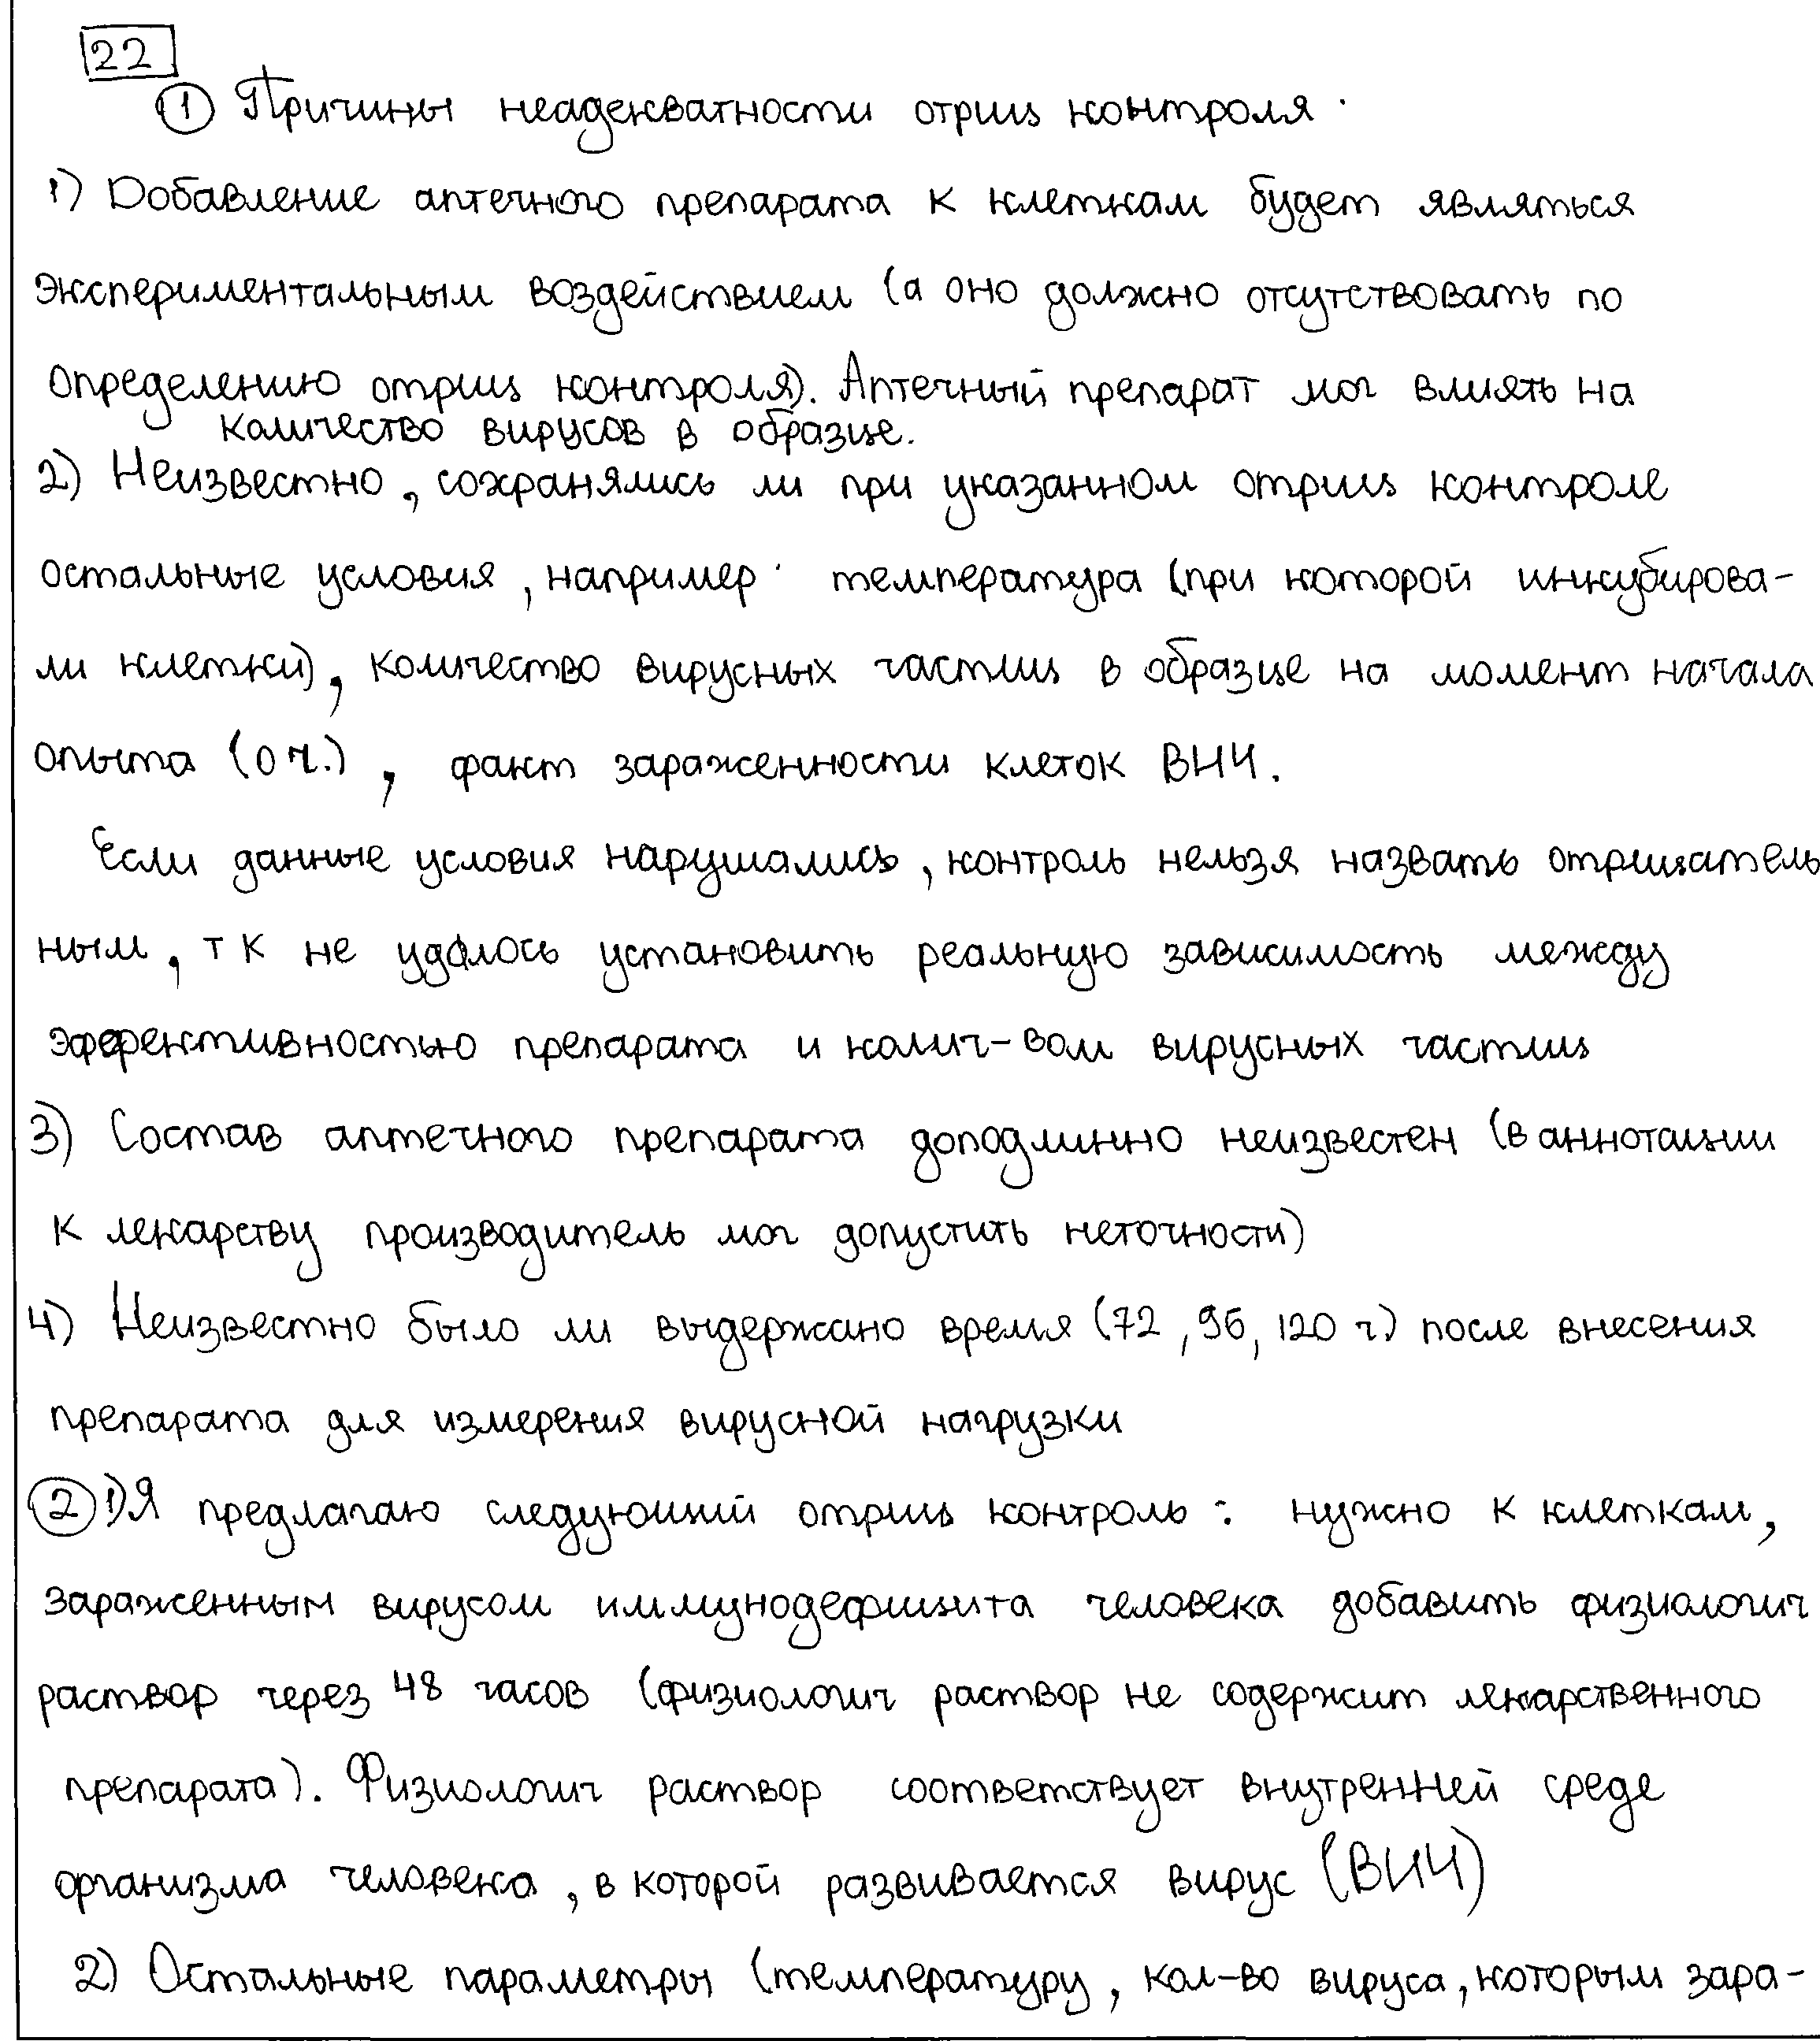 22
① Причины неадекватности отриц контроля.
1) Добавление аптечного препарата к клеткам будет являться
экспериментальным воздействием (а оно должно отсутствовать по
определению отриц контроля). Аптечный препарат мог влиять на
количество вирусов в образце.
2) Неизвестно, сохранялись ли при указанном отриц контроле
остальные условия, например· температура (при которой инкубирова-
ли клетки), количество вирусных частиц в образце на момент начала
опыта (0 ч.), факт зараженности клеток ВИЧ.
Если данные условия нарушались, контроль нельзя назвать отрицатель
ным, т к не удалось установить реальную зависимость между
эффективностью препарата и колич-вом вирусных частиц
3) Состав аптечного препарата доподлинно неизвестен (в аннотации
к лекарству производитель мог допустить неточности)
4) Неизвестно было ли выдержано время (72, 96, 120 ч.) после внесения
препарата для измерения вирусной нагрузки
② 1) Я предлагаю следующий отриц контроль: нужно к клеткам,
зараженным вирусом иммунодефицита человека добавить физиологич
раствор через 48 часов (физиологич раствор не содержит лекарственного
препарата). Физиологич раствор соответствует внутренней среде
организма человека, в которой развивается вирус (ВИЧ)
2) Остальные параметры (температуру, кол-во вируса, которым зара-